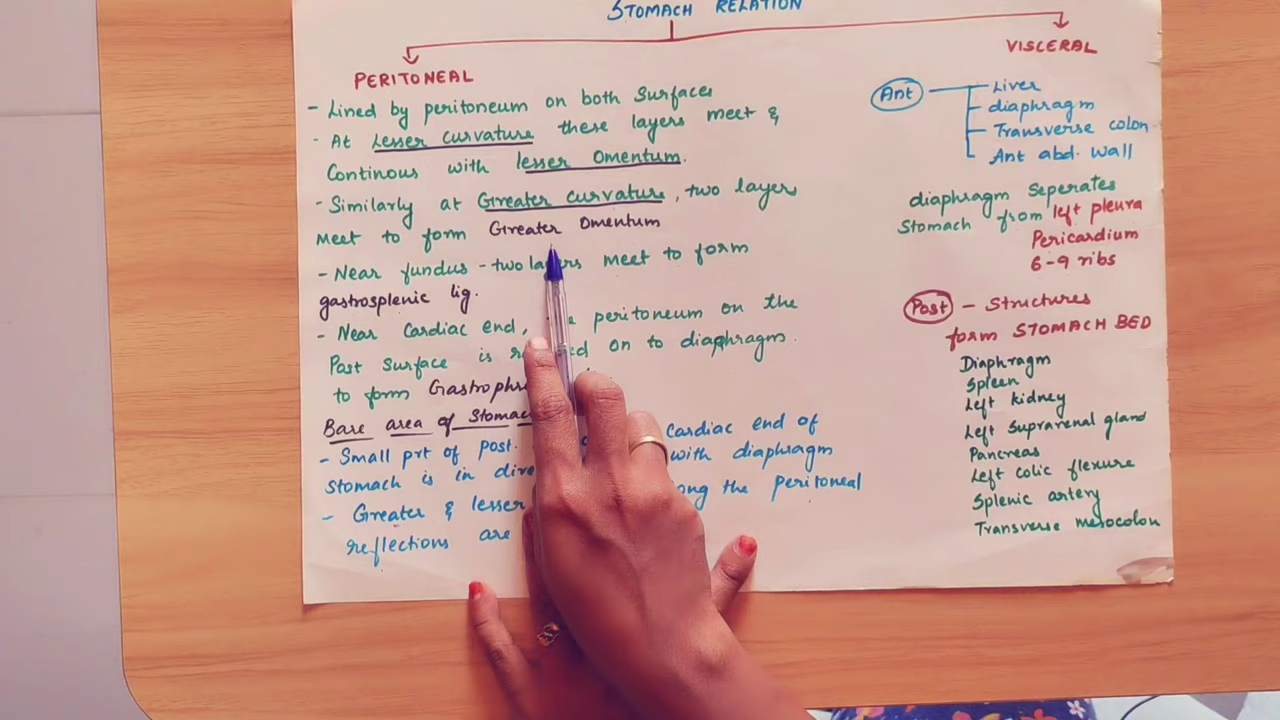 STOMACH RELATION
PERITONEAL
- Lined by peritoneum on both Surfaces
- At Lesser curvature these layers meet &
Continous with lesser Omentum.
- Similarly at Greater curvature, two layers
Meet to form Greater Omentum
- Near fundus - two layers meet to form
gastrosplenic lig.
- Near Cardiac end, peritoneum on the
Post Surface is on to diaphragm.
to form
Bare area of
- Small prt of post. cardiac end of
Stomach is in with diaphragm
- Greater & lesser the peritoneal
reflections are
VISCERAL
Ant
Liver
diaphragm
Transverse colon
Ant abd. wall
diaphragm Seperates
Stomach from left pleura
Pericardium
6-9 ribs
Post - Structures
form STOMACH BED
Diaphragm
Spleen
Left kidney
Left Suprarenal gland
Pancreas
Left colic flexure
Splenic artery
Transverse mesocolon